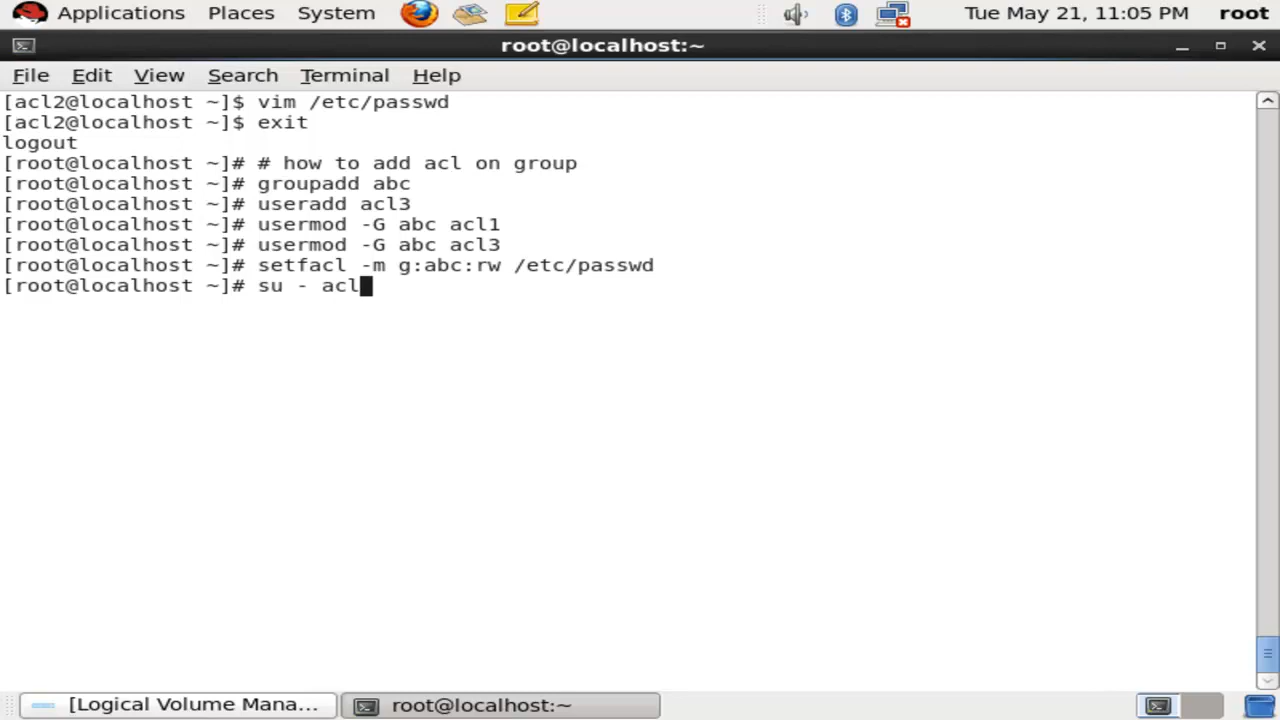 Applications Places System Tue May 21, 11:05 PM root
root@localhost:~
File Edit View Search Terminal Help
[acl2@localhost ~]$ vim /etc/passwd
[acl2@localhost ~]$ exit
logout
[root@localhost ~]# # how to add acl on group
[root@localhost ~]# groupadd abc
[root@localhost ~]# useradd acl3
[root@localhost ~]# usermod -G abc acl1
[root@localhost ~]# usermod -G abc acl3
[root@localhost ~]# setfacl -m g:abc:rw /etc/passwd
[root@localhost ~]# su - acl
[Logical Volume Mana... root@localhost:~